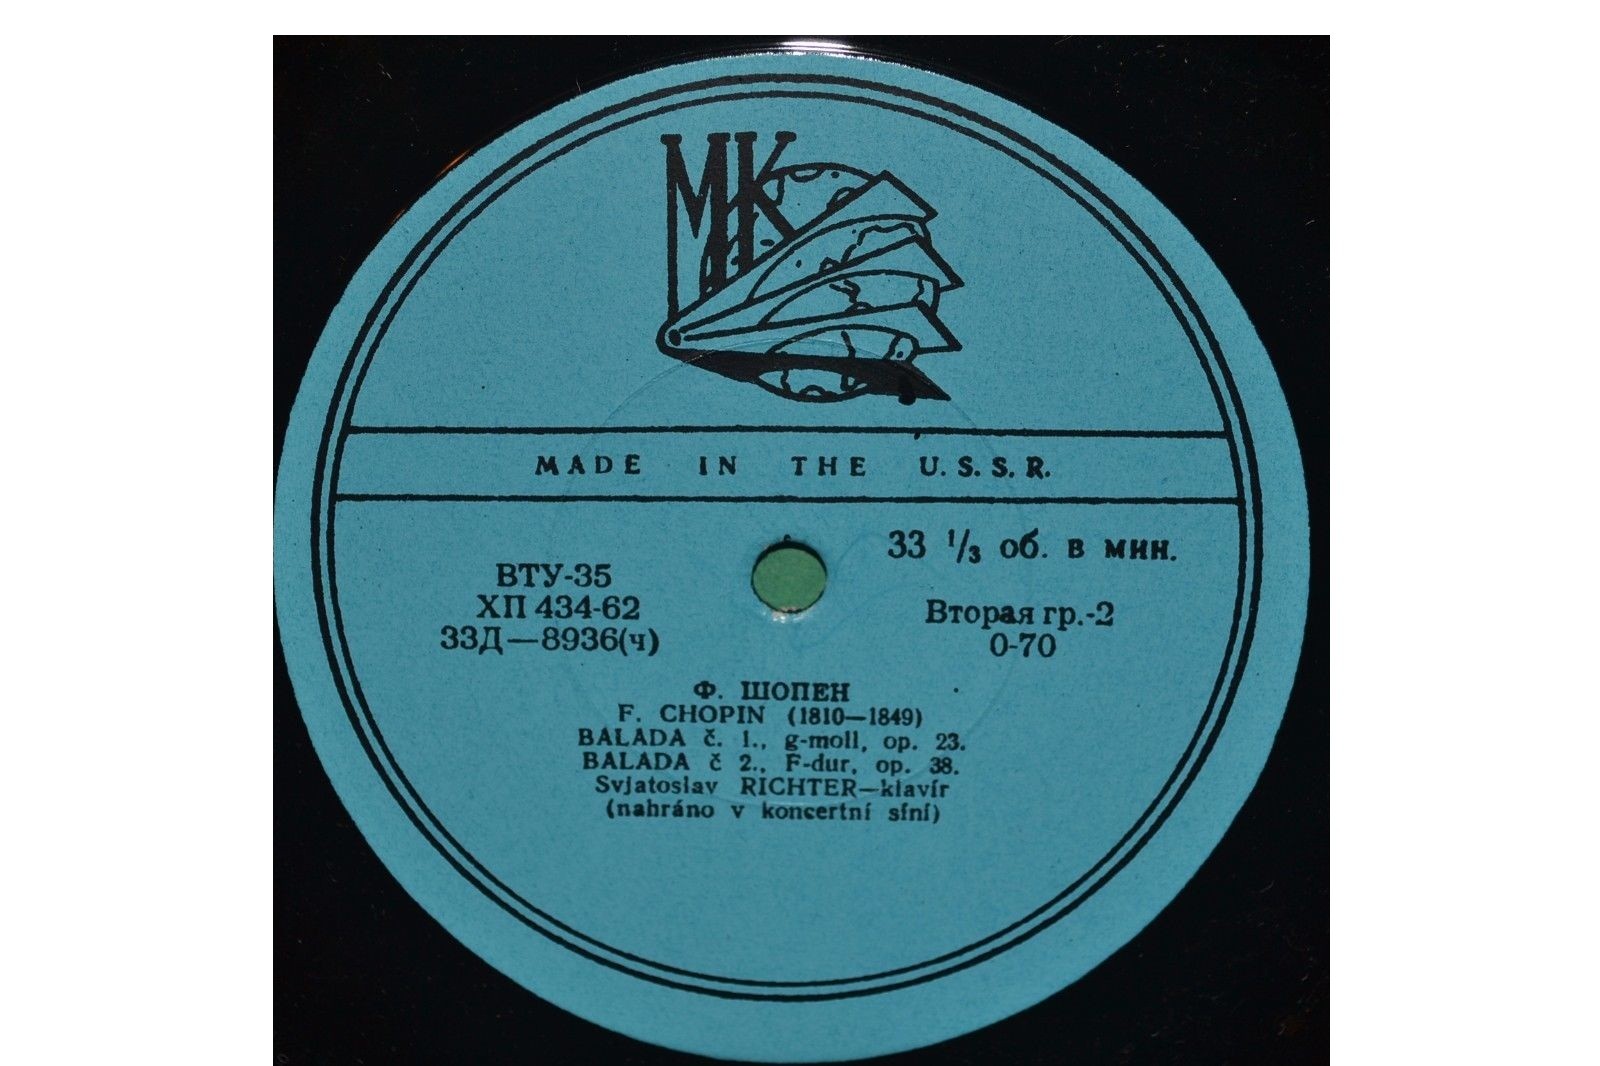 МК
MADE IN THE U.S.S.R.
33 ⅓ об. в мин.
ВТУ-35
ХП 434-62
33Д—8936(ч)
Вторая гр.-2
0-70
Ф. ШОПЕН
F. CHOPIN (1810—1849)
BALADA č. 1., g-moll, op. 23.
BALADA č 2., F-dur, op. 38.
Svjatoslav RICHTER—klavír
(nahráno v koncertní síní)